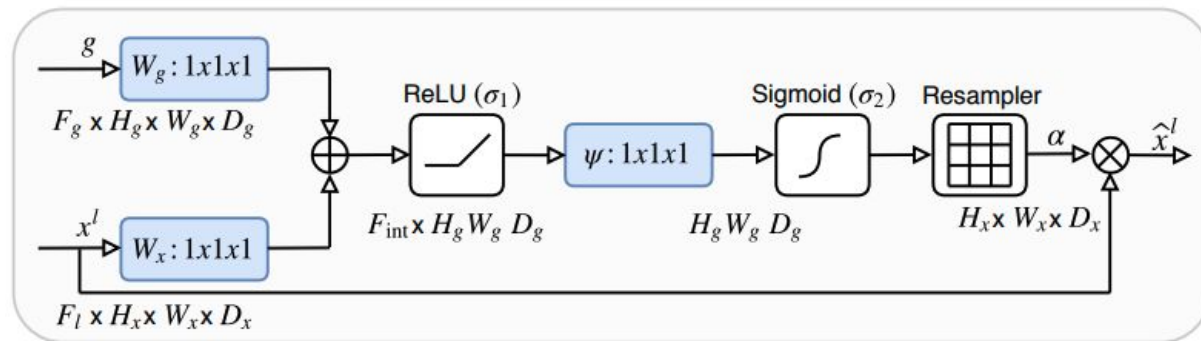 g
W_g : 1x1x1
F_g x H_g x W_g x D_g
x^l
W_x : 1x1x1
F_l x H_x x W_x x D_x
ReLU (σ_1)
F_int x H_g W_g D_g
ψ : 1x1x1
Sigmoid (σ_2)
H_g W_g D_g
Resampler
α
H_x x W_x x D_x
x̂^l